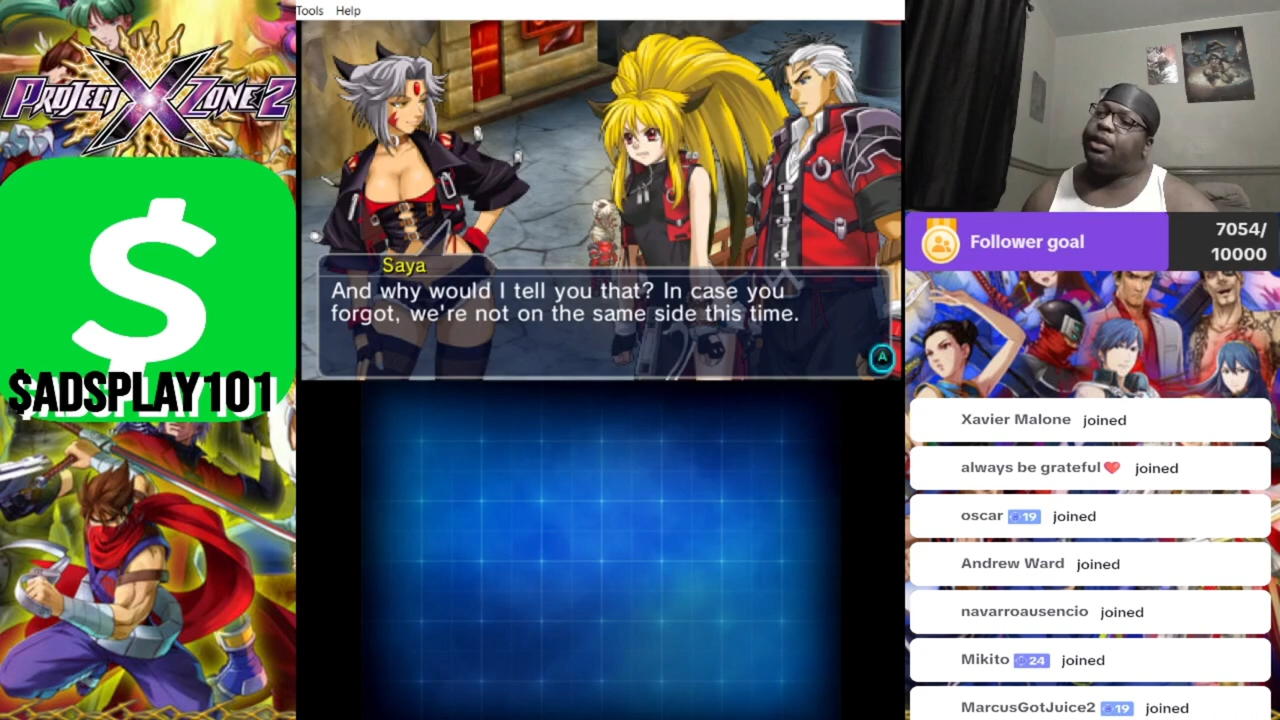 Tools Help
PROJECT X ZONE 2
$
$ADSPLAY101
Saya
And why would I tell you that? In case you
forgot, we're not on the same side this time.
A
Follower goal
7054/
10000
Xavier Malone joined
always be grateful❤️ joined
oscar 19 joined
Andrew Ward joined
navarroausencio joined
Mikito 24 joined
MarcusGotJuice2 19 joined